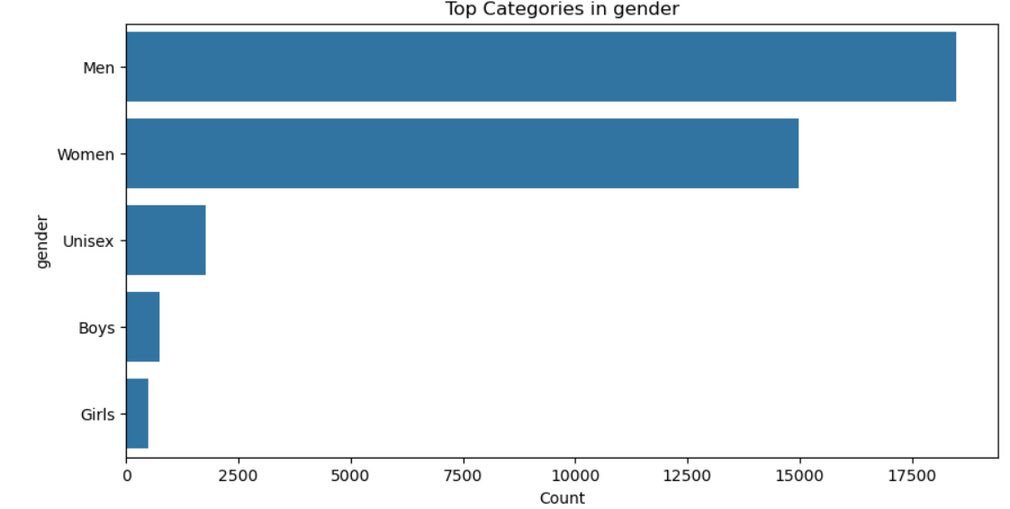 Top Categories in gender
Men
Women
Unisex
Boys
Girls
gender
0 2500 5000 7500 10000 12500 15000 17500
Count